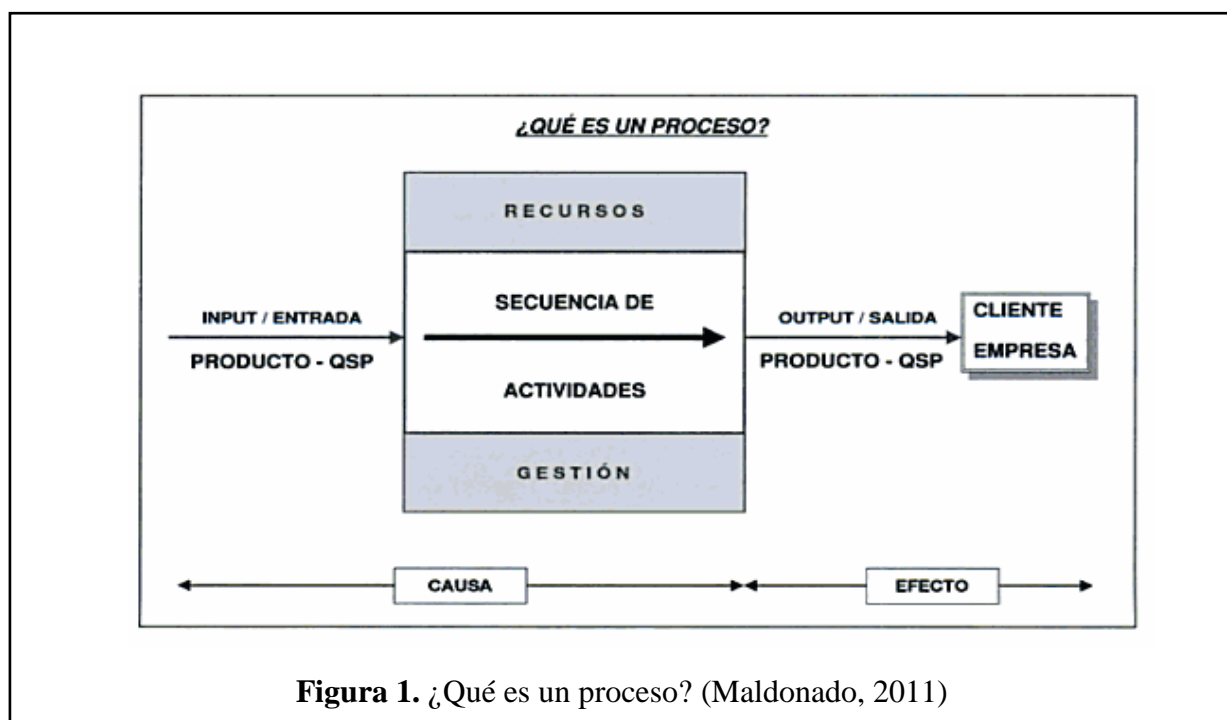 ¿QUÉ ES UN PROCESO?
RECURSOS
INPUT / ENTRADA
PRODUCTO - QSP
SECUENCIA DE
ACTIVIDADES
OUTPUT / SALIDA
PRODUCTO - QSP
CLIENTE
EMPRESA
GESTIÓN
CAUSA
EFECTO
Figura 1. ¿Qué es un proceso? (Maldonado, 2011)